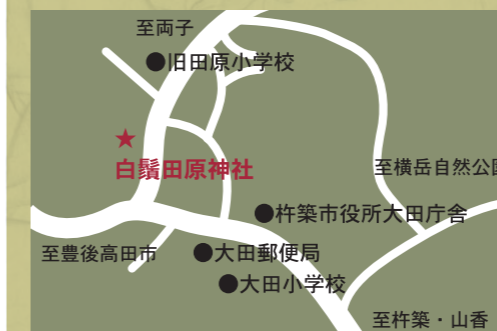 至両子
●旧田原小学校
★
白鬚田原神社
至横岳自然公園
●杵築市役所大田庁舎
至豊後高田市
●大田郵便局
●大田小学校
至杵築・山香